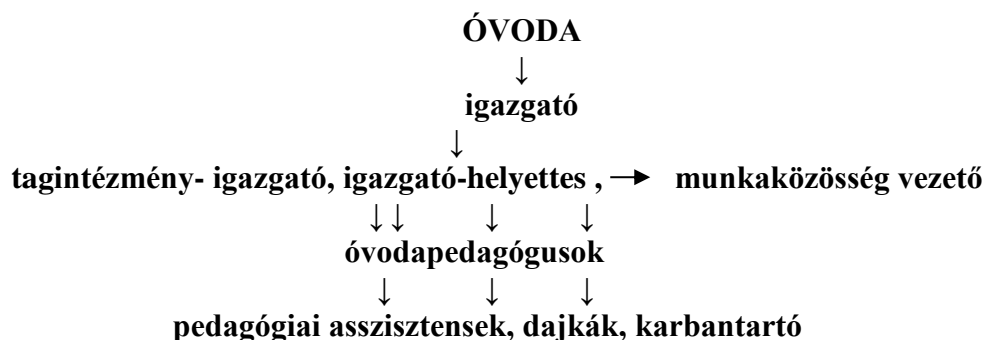 ÓVODA
↓
igazgató
↓
tagintézmény- igazgató, igazgató-helyettes , → munkaközösség vezető
↓↓ ↓ ↓
óvodapedagógusok
↓ ↓ ↓
pedagógiai asszisztensek, dajkák, karbantartó